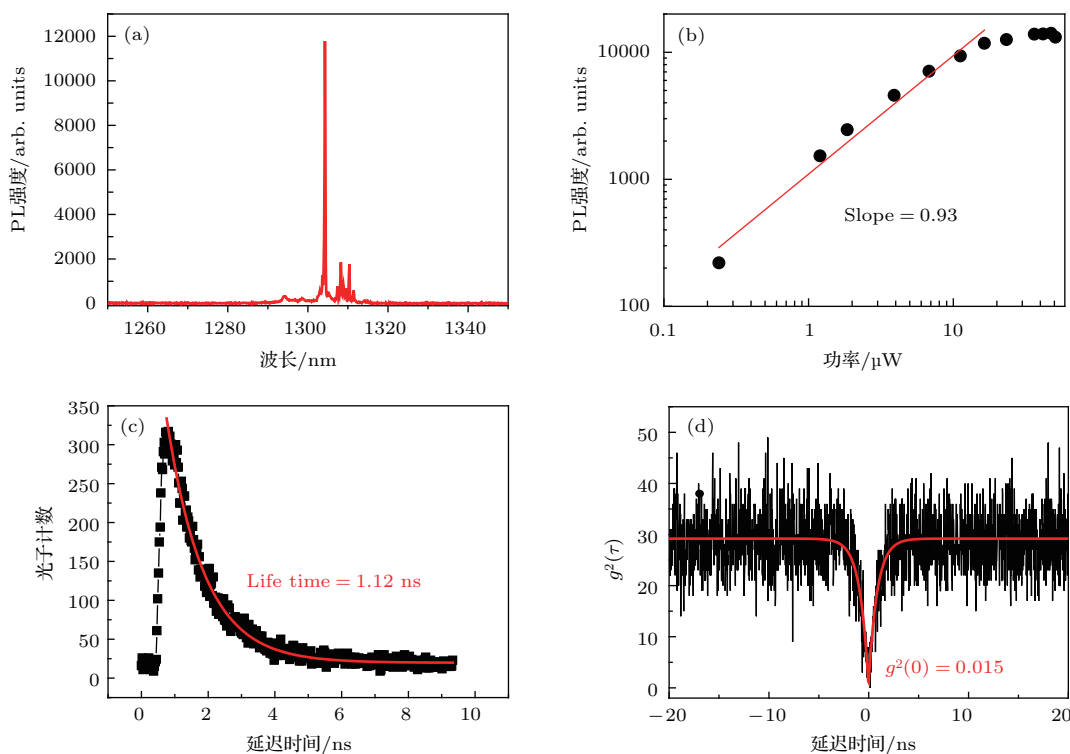 (a)
PL强度/arb. units
12000
10000
8000
6000
4000
2000
0
1260 1280 1300 1320 1340
波长/nm
(b)
PL强度/arb. units
10000
1000
100
Slope = 0.93
0.1 1 10
功率/µW
(c)
光子计数
350
300
250
200
150
100
50
0
Life time = 1.12 ns
0 2 4 6 8 10
延迟时间/ns
(d)
g²(τ)
50
40
30
20
10
0
g²(0) = 0.015
−20 −10 0 10 20
延迟时间/ns